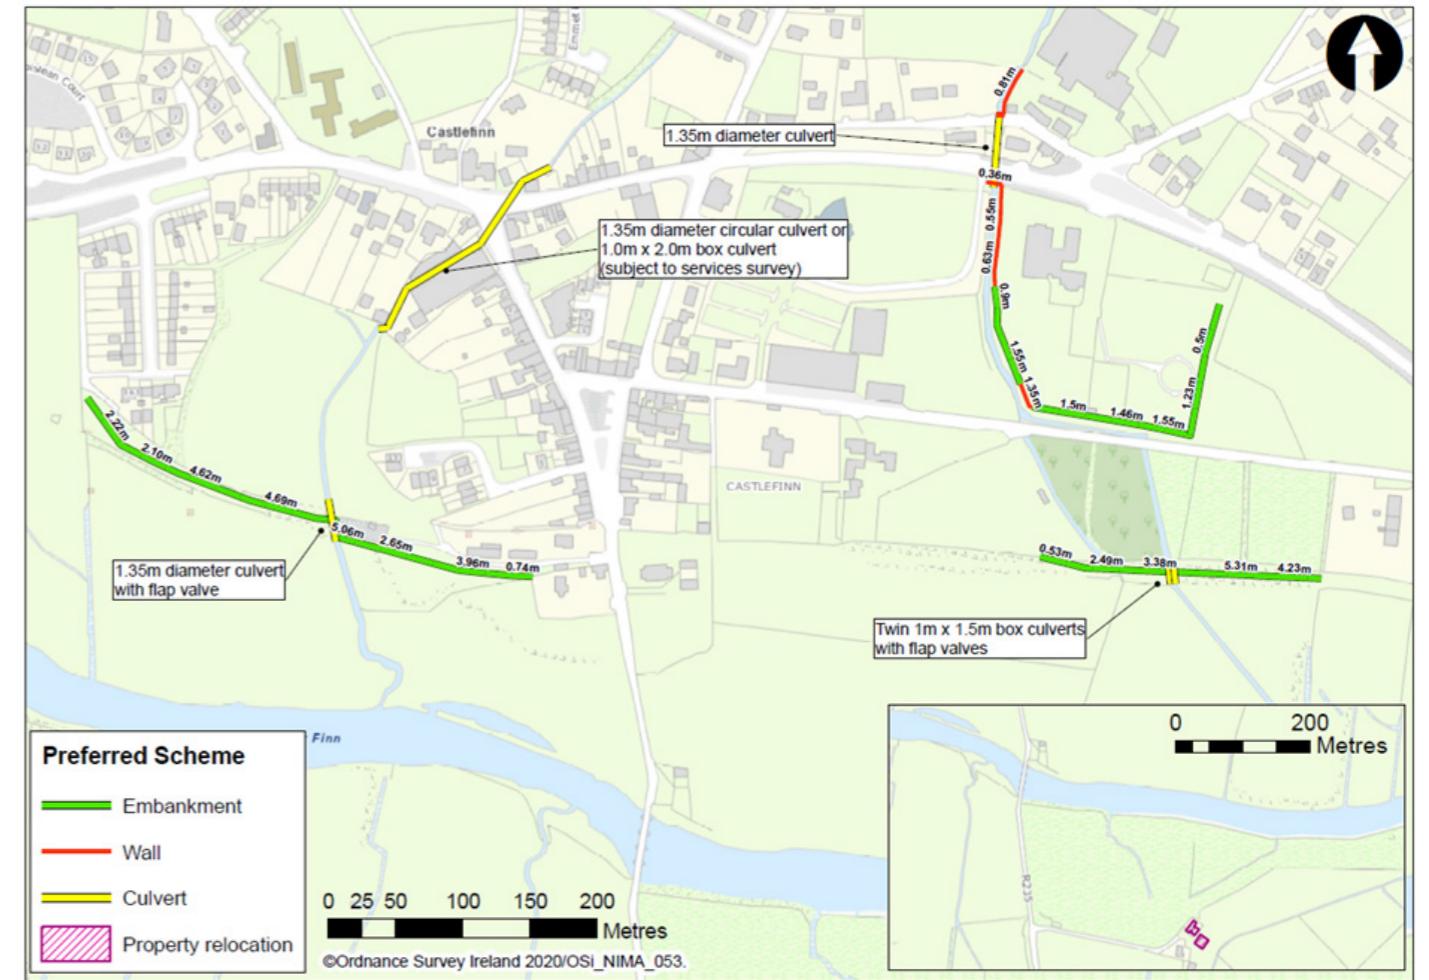 Emmet
Court
Castlefinn
0.81m
1.35m diameter culvert
0.36m
0.55m
0.63m
1.35m diameter circular culvert or
1.0m x 2.0m box culvert
(subject to services survey)
0.9m
1.55m
1.35m
1.5m
1.46m
1.55m
1.23m
0.5m
2.22m
2.10m
4.62m
4.69m
5.06m
2.65m
3.96m
0.74m
CASTLEFINN
0.53m
2.49m
3.38m
5.31m
4.23m
1.35m diameter culvert
with flap valve
Twin 1m x 1.5m box culverts
with flap valves
Finn
Preferred Scheme
Embankment
Wall
Culvert
Property relocation
0 25 50 100 150 200
Metres
©Ordnance Survey Ireland 2020/OSi_NIMA_053.
0 200
Metres
R235